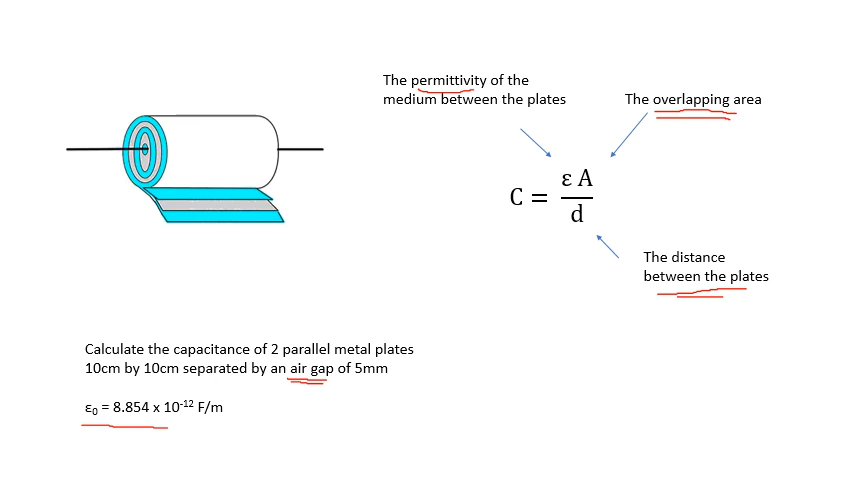 The permittivity of the
medium between the plates
The overlapping area
C = ε A / d
The distance
between the plates
Calculate the capacitance of 2 parallel metal plates
10cm by 10cm separated by an air gap of 5mm
ε₀ = 8.854 x 10⁻¹² F/m